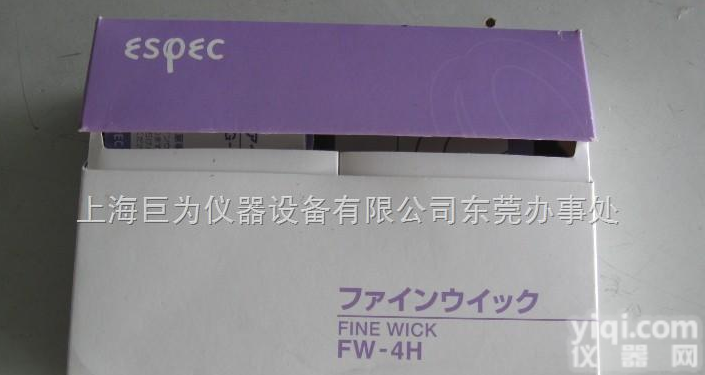 ESPEC
上海巨为仪器设备有限公司东莞办事处
ファインウイック
FINE WICK
FW-4H
yiqi.com
仪器网